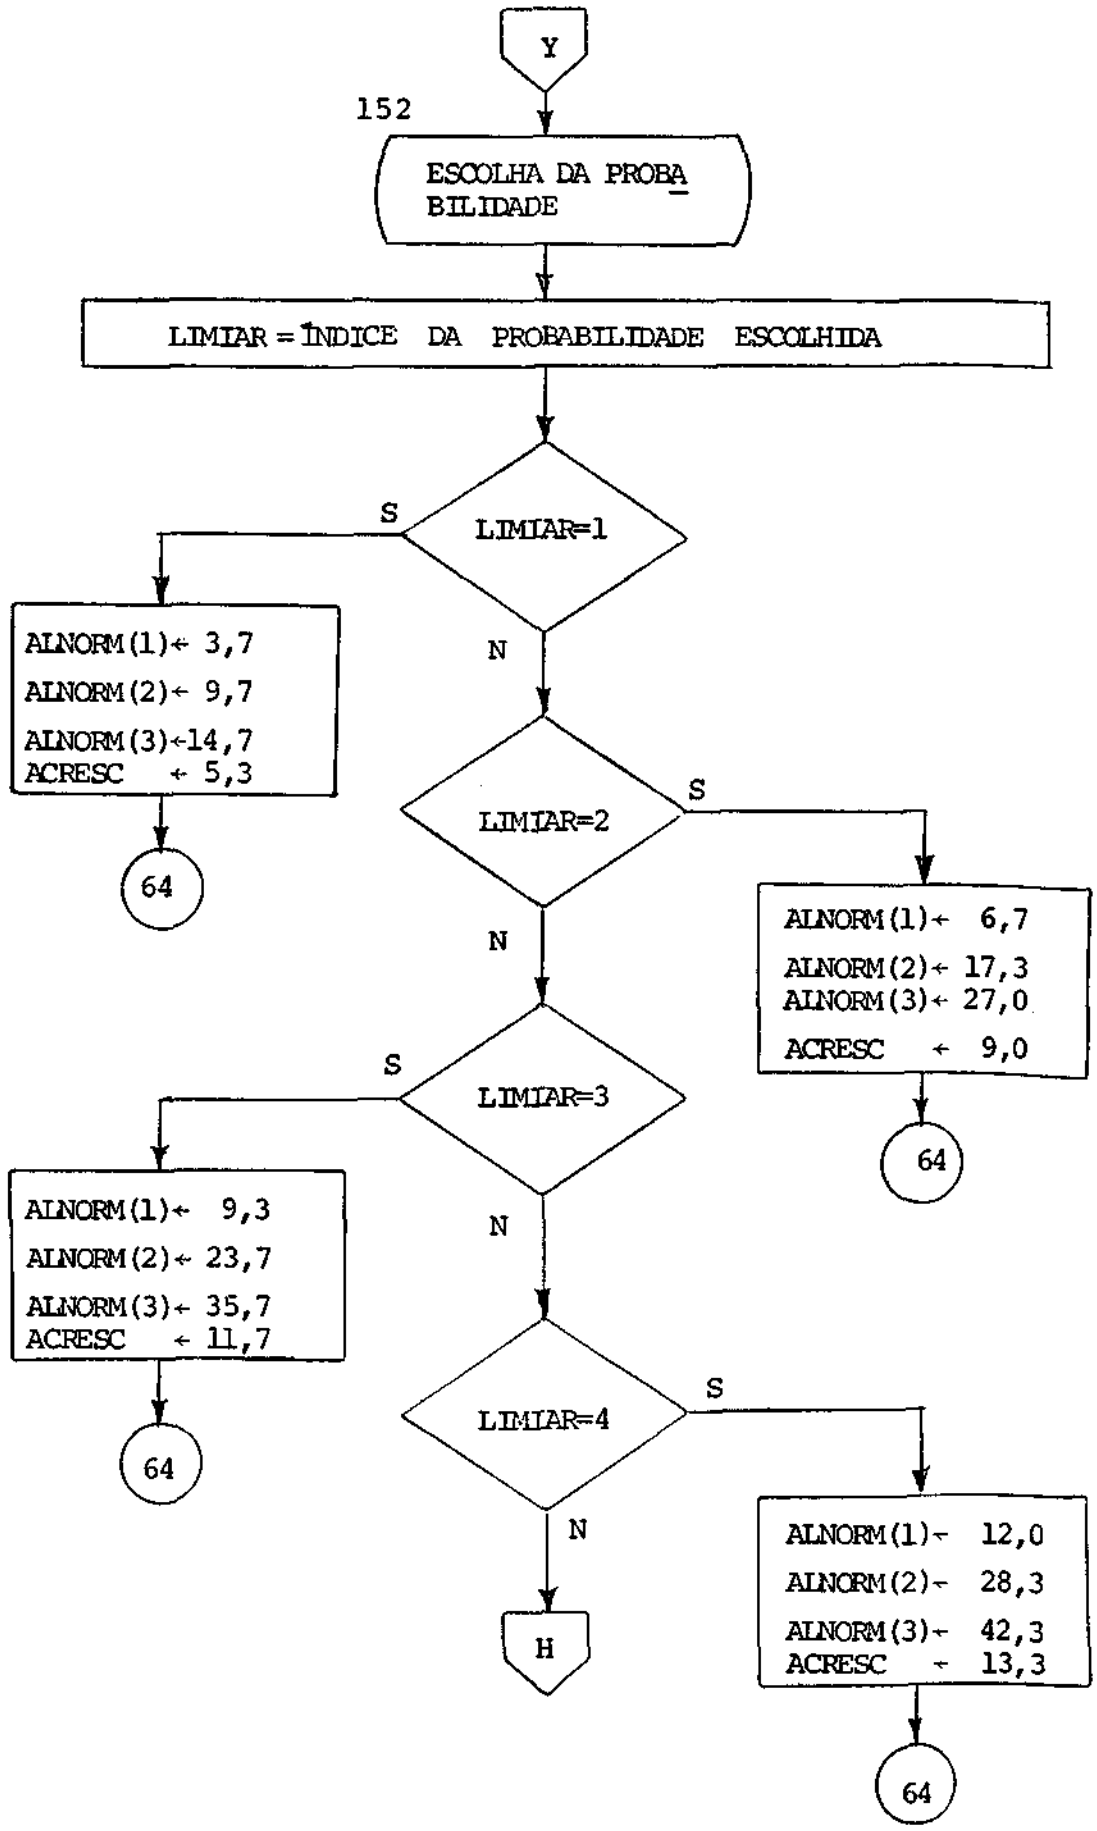 Y
152
ESCOLHA DA PROBA
BILIDADE
LIMIAR = ÍNDICE DA PROBABILIDADE ESCOLHIDA
LIMIAR=1
S
N
ALNORM(1)← 3,7
ALNORM(2)← 9,7
ALNORM(3)←14,7
ACRESC ← 5,3
64
LIMIAR=2
S
N
ALNORM(1)← 6,7
ALNORM(2)← 17,3
ALNORM(3)← 27,0
ACRESC ← 9,0
64
LIMIAR=3
S
N
ALNORM(1)← 9,3
ALNORM(2)← 23,7
ALNORM(3)← 35,7
ACRESC ← 11,7
64
LIMIAR=4
S
N
ALNORM(1)← 12,0
ALNORM(2)← 28,3
ALNORM(3)← 42,3
ACRESC ← 13,3
64
H